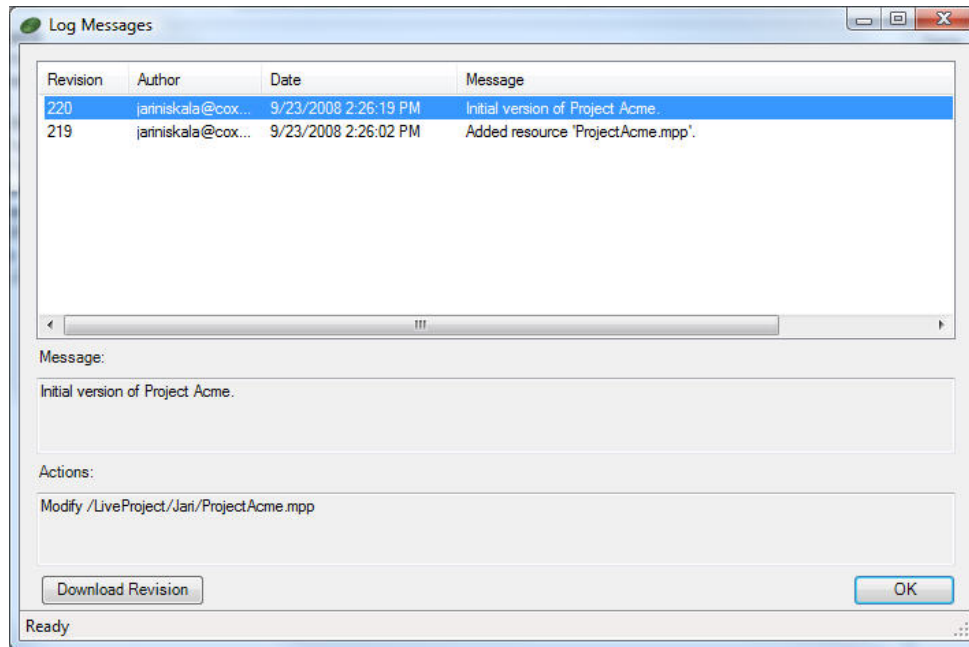 Log Messages
Revision Author Date Message
220 jariniskala@cox... 9/23/2008 2:26:19 PM Initial version of Project Acme.
219 jariniskala@cox... 9/23/2008 2:26:02 PM Added resource 'ProjectAcme.mpp'.
Message:
Initial version of Project Acme.
Actions:
Modify /LiveProject/Jari/ProjectAcme.mpp
Download Revision OK
Ready